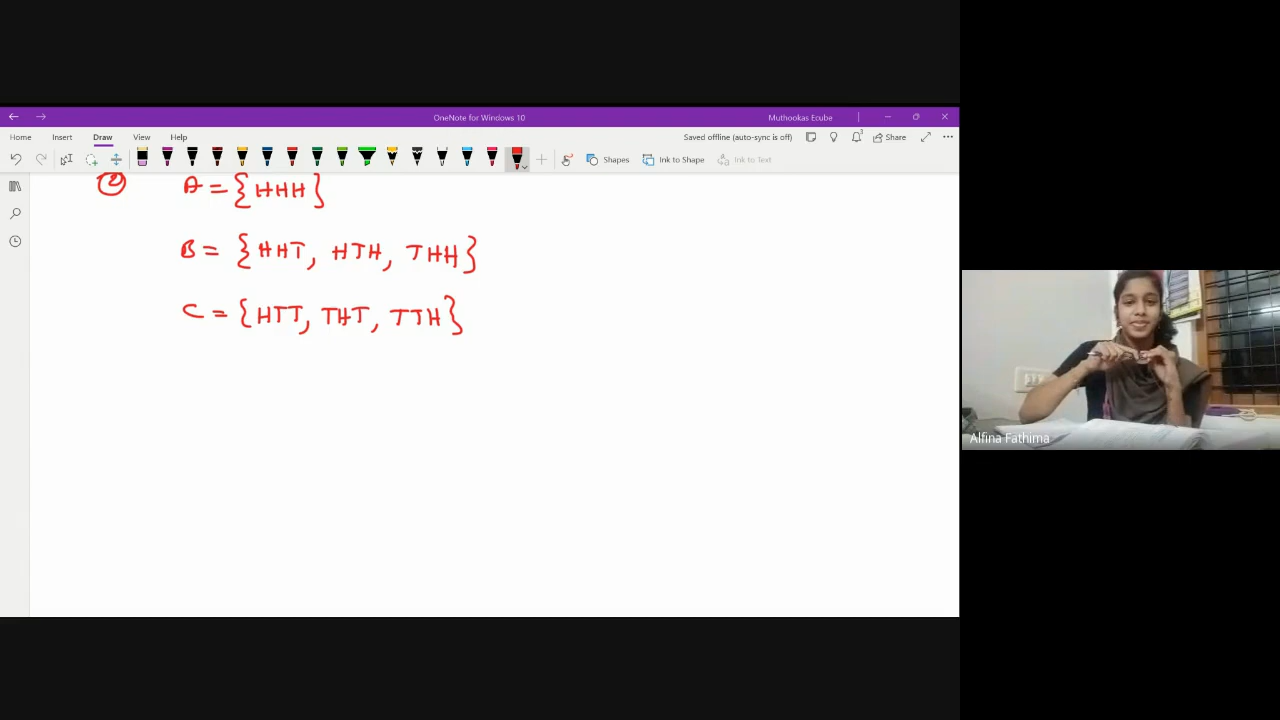 OneNote for Windows 10
Muthookas Ecube
Home Insert Draw View Help
Saved offline (auto-sync is off)
Share
Shapes
Ink to Shape
Ink to Text
② A = {HHH}
B = {HHT, HTH, THH}
C = {HTT, THT, TTH}
Alfina Fathima